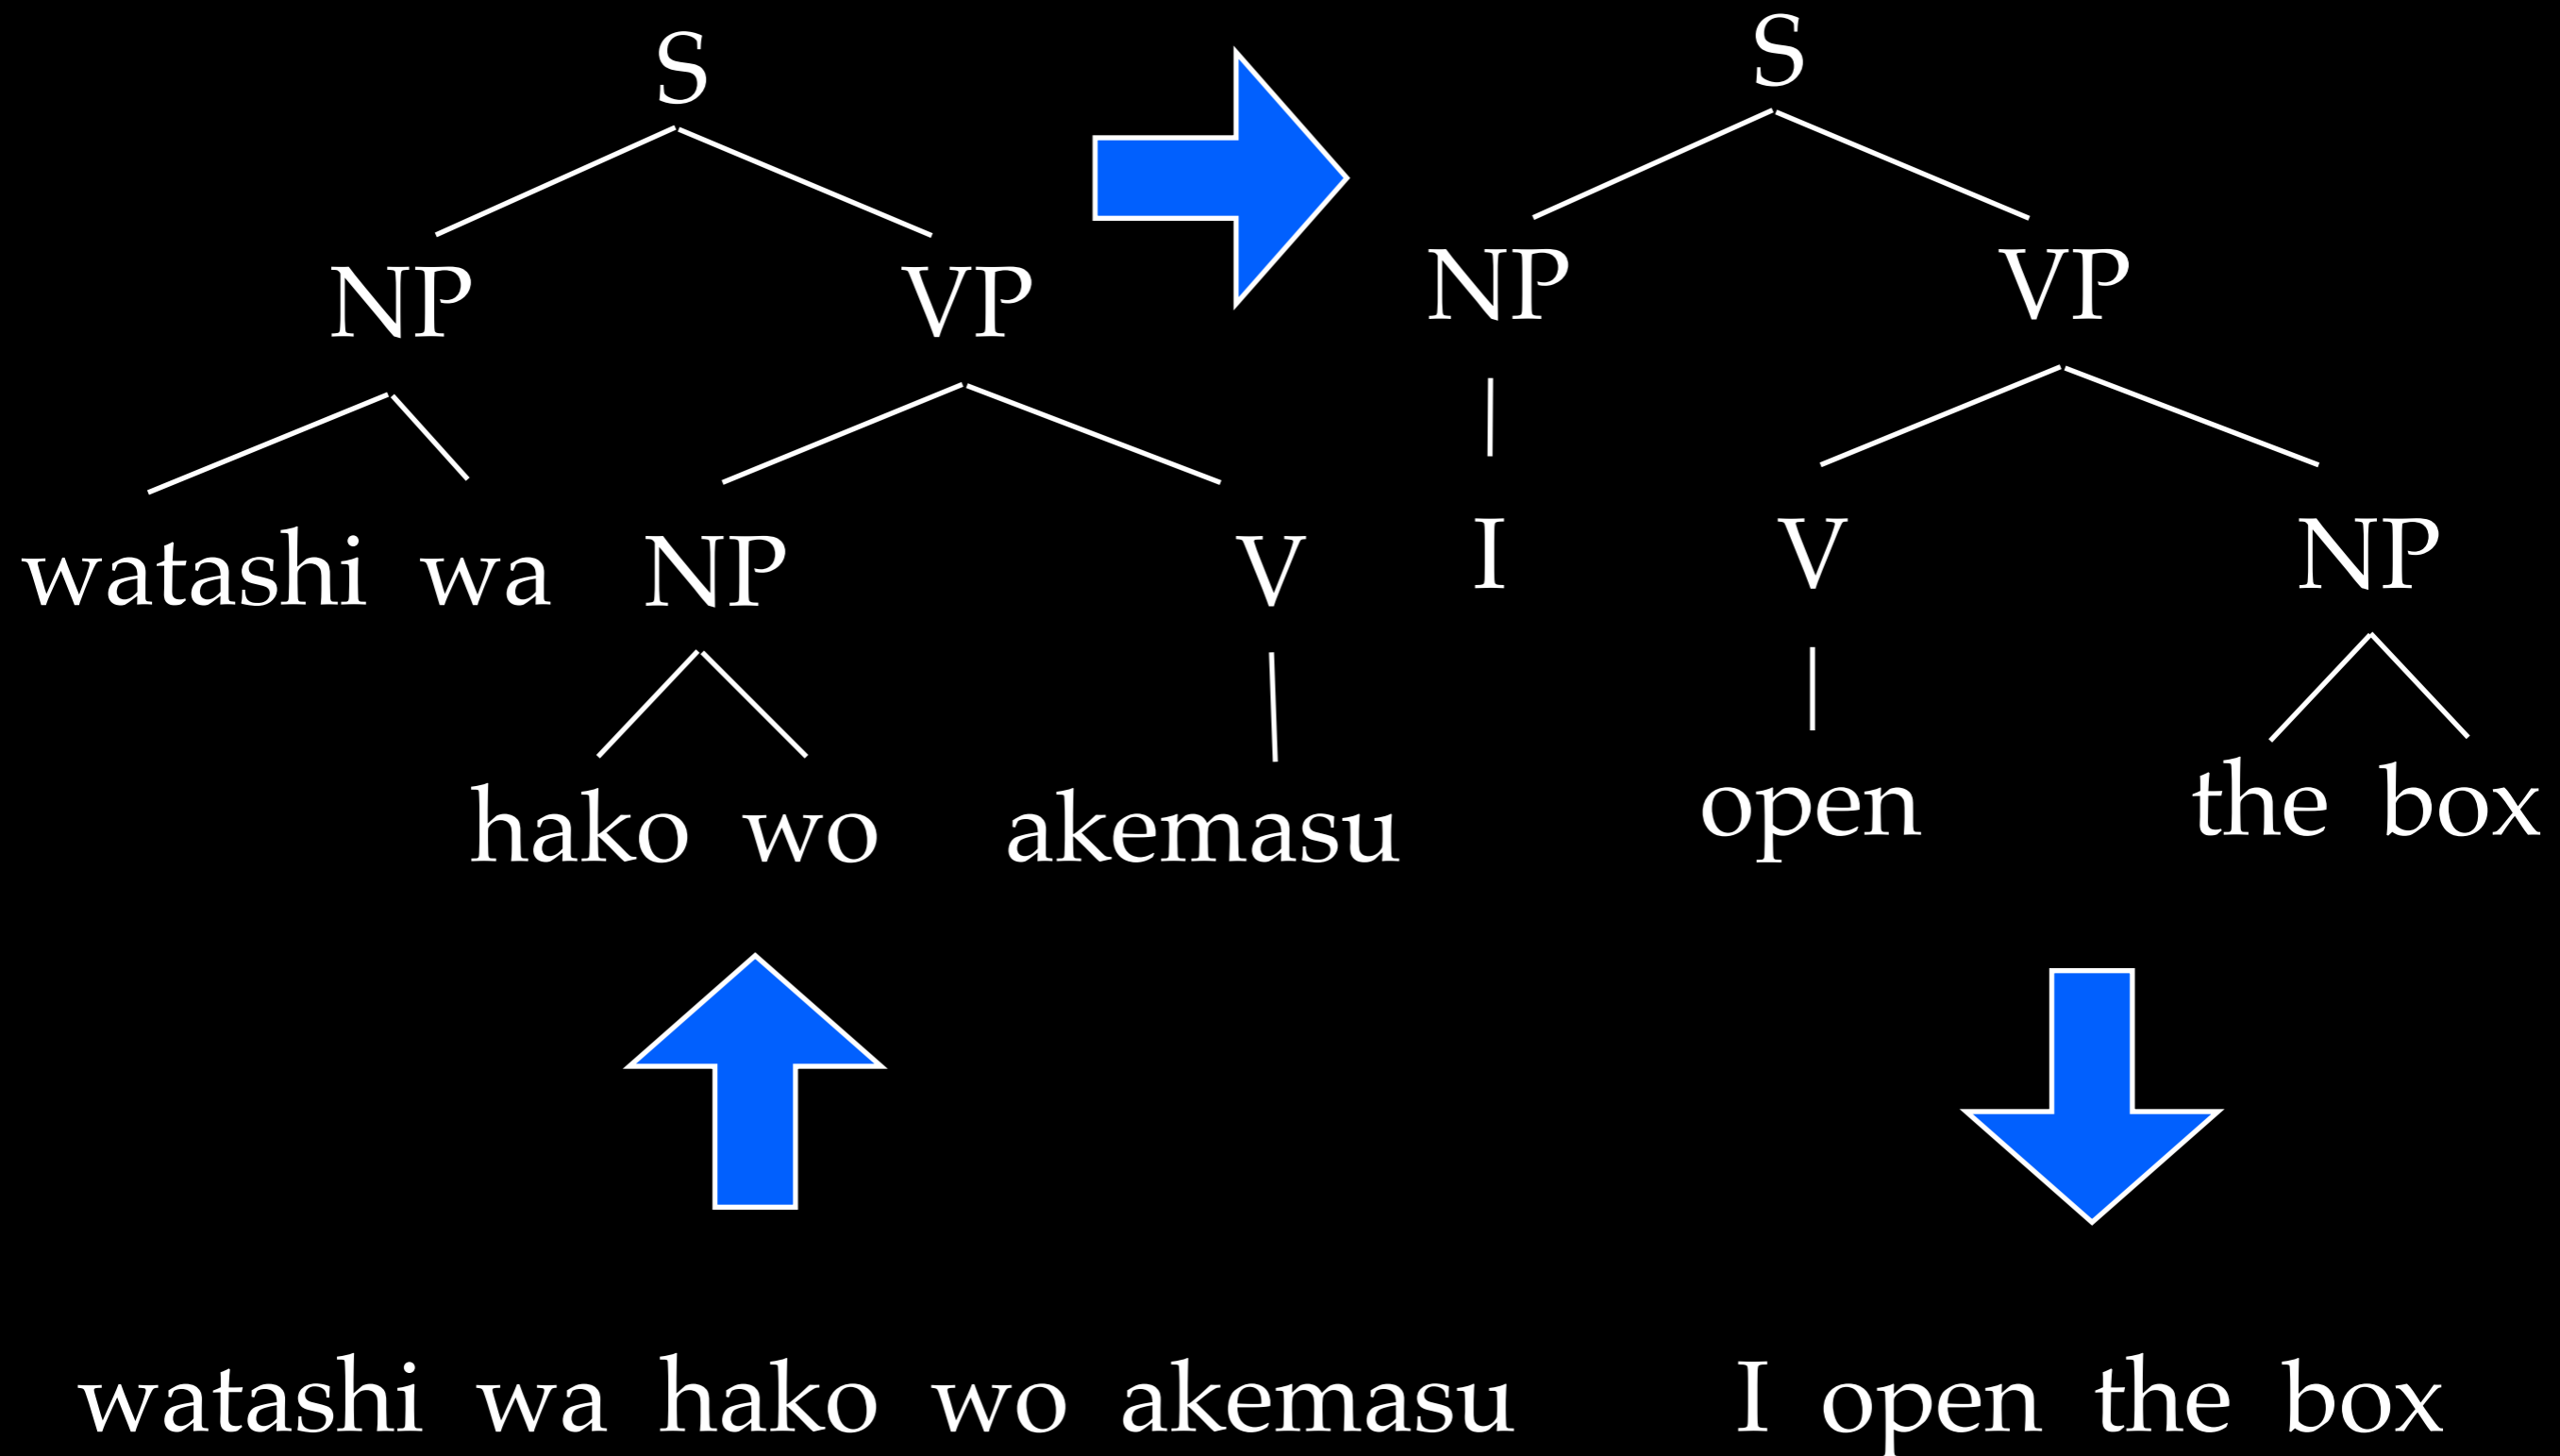 S
S
NP VP
NP VP
watashi wa NP V
I V NP
hako wo akemasu
open the box
watashi wa hako wo akemasu
I open the box